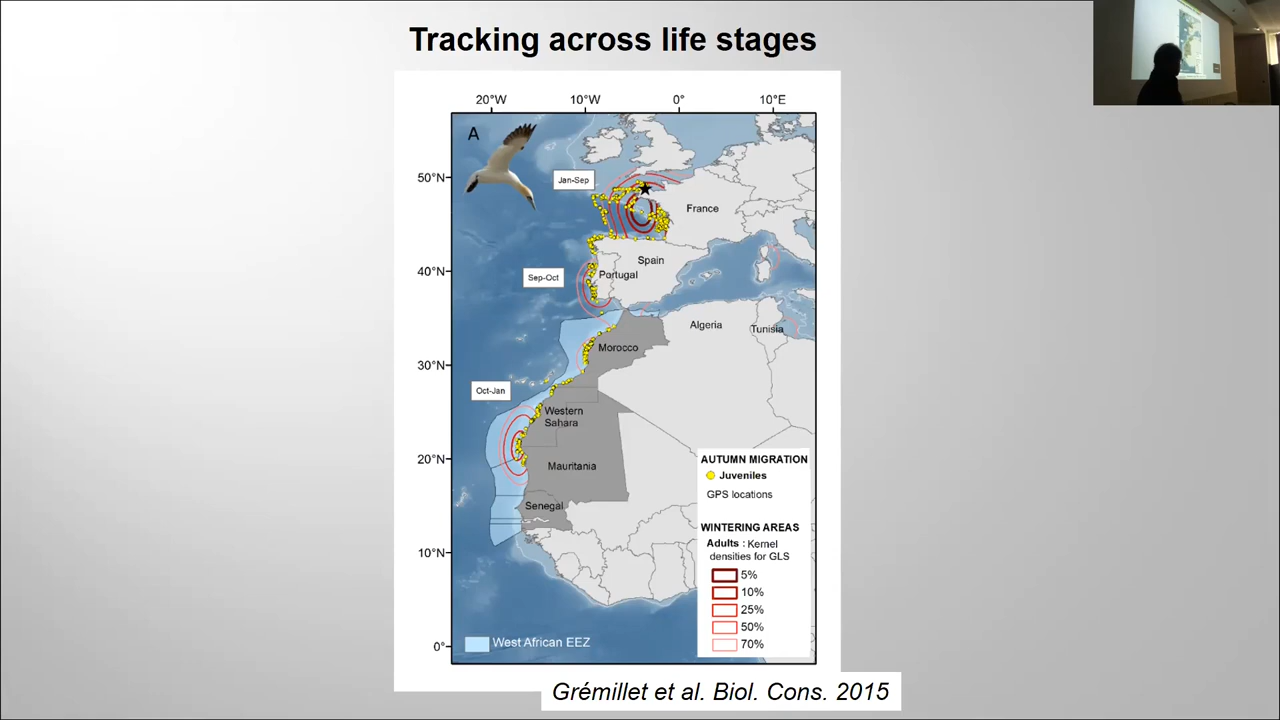 Tracking across life stages
20°W
10°W
0°
10°E
A
50°N
Jan-Sep
France
Spain
40°N
Sep-Oct
Portugal
Algeria
Tunisia
Morocco
30°N
Oct-Jan
Western
Sahara
20°N
Mauritania
Senegal
10°N
0°
AUTUMN MIGRATION
Juveniles
GPS locations
WINTERING AREAS
Adults : Kernel
densities for GLS
5%
10%
25%
50%
70%
West African EEZ
Grémillet et al. Biol. Cons. 2015